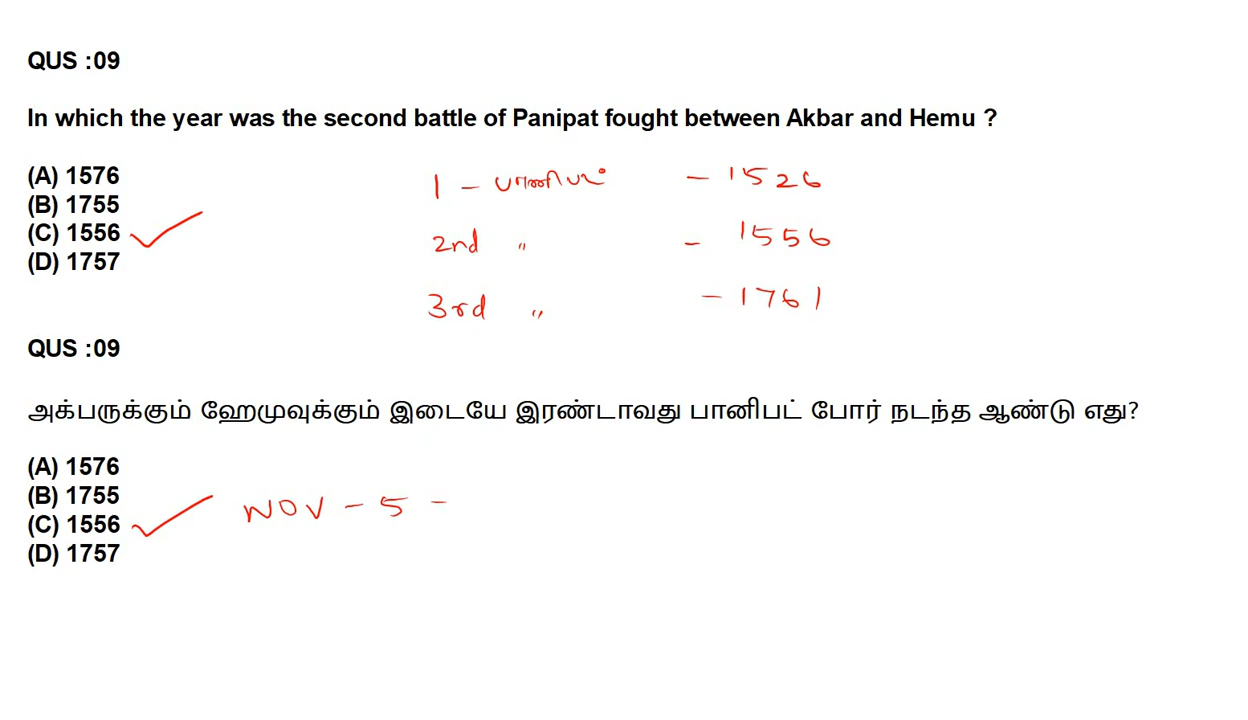 QUS :09
In which the year was the second battle of Panipat fought between Akbar and Hemu ?
(A) 1576
(B) 1755
(C) 1556
(D) 1757
1 - பானிபட் - 1526
2nd " - 1556
3rd " - 1761
QUS :09
அக்பருக்கும் ஹேமுவுக்கும் இடையே இரண்டாவது பானிபட் போர் நடந்த ஆண்டு எது?
(A) 1576
(B) 1755
(C) 1556
(D) 1757
NOV - 5 -